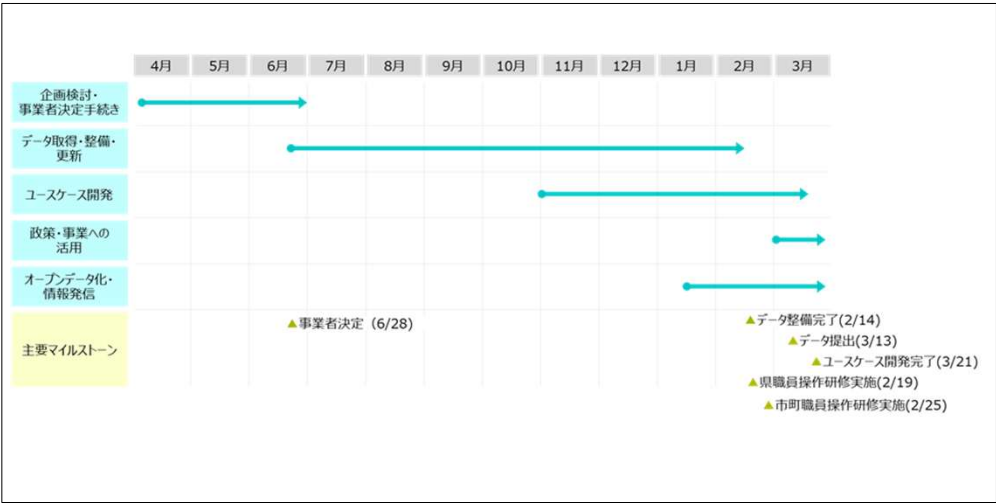 4月 5月 6月 7月 8月 9月 10月 11月 12月 1月 2月 3月
企画検討・
事業者決定手続き
データ取得・整備・
更新
ユースケース開発
政策・事業への
活用
オープンデータ化・
情報発信
主要マイルストーン
▲事業者決定（6/28)
▲データ整備完了(2/14)
▲データ提出(3/13)
▲ユースケース開発完了(3/21)
▲県職員操作研修実施(2/19)
▲市町職員操作研修実施(2/25)